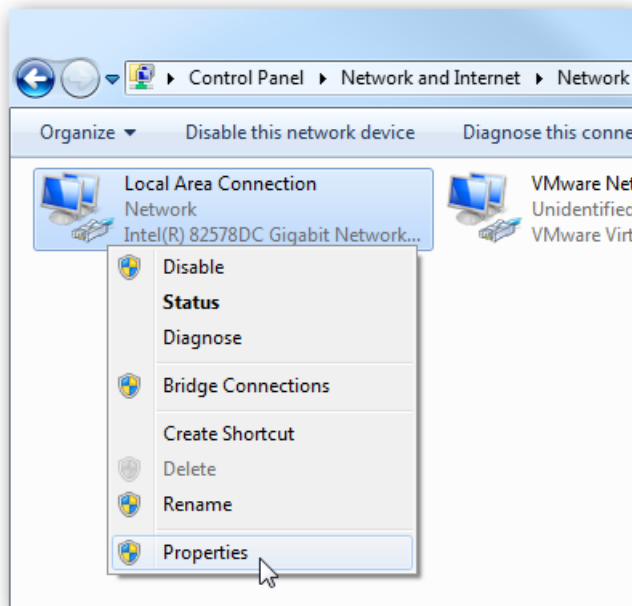 Control Panel Network and Internet Network
Organize Disable this network device Diagnose this conne
Local Area Connection
Network
Intel(R) 82578DC Gigabit Network...
VMware Net
Unidentified
VMware Virt
Disable
Status
Diagnose
Bridge Connections
Create Shortcut
Delete
Rename
Properties